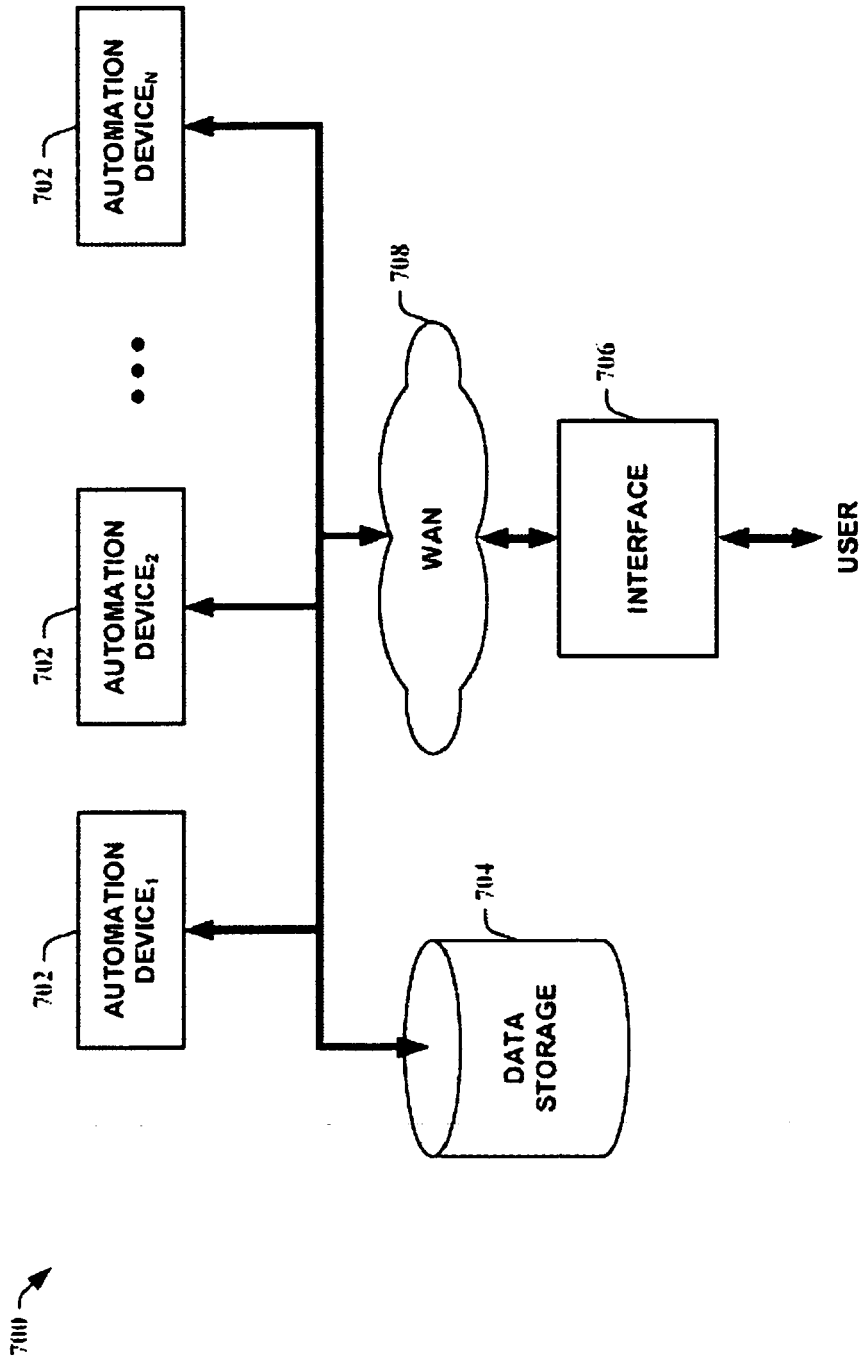 700
702
AUTOMATION
DEVICE₁
702
AUTOMATION
DEVICE₂
702
AUTOMATION
DEVICEN
704
DATA
STORAGE
708
WAN
706
INTERFACE
USER